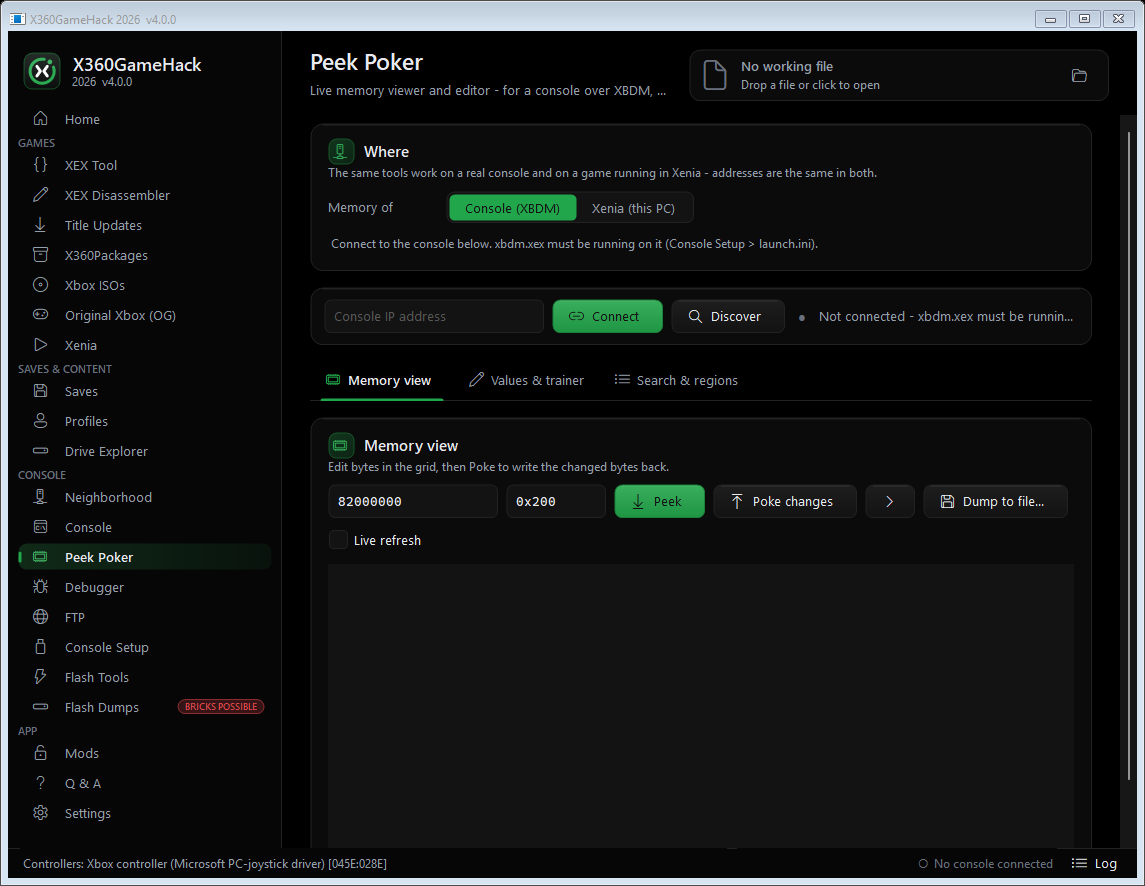 X360GameHack 2026 v4.0.0
X360GameHack
2026 v4.0.0
Home
GAMES
XEX Tool
XEX Disassembler
Title Updates
X360Packages
Xbox ISOs
Original Xbox (OG)
Xenia
SAVES & CONTENT
Saves
Profiles
Drive Explorer
CONSOLE
Neighborhood
Console
Peek Poker
Debugger
FTP
Console Setup
Flash Tools
Flash Dumps
BRICKS POSSIBLE
APP
Mods
Q & A
Settings
Peek Poker
Live memory viewer and editor - for a console over XBDM, ...
No working file
Drop a file or click to open
Where
The same tools work on a real console and on a game running in Xenia - addresses are the same in both.
Memory of
Console (XBDM)
Xenia (this PC)
Connect to the console below. xbdm.xex must be running on it (Console Setup > launch.ini).
Console IP address
Connect
Discover
Not connected - xbdm.xex must be runnin...
Memory view
Values & trainer
Search & regions
Memory view
Edit bytes in the grid, then Poke to write the changed bytes back.
82000000
0x200
Peek
Poke changes
Dump to file...
Live refresh
Controllers: Xbox controller (Microsoft PC-joystick driver) [045E:028E]
No console connected
Log